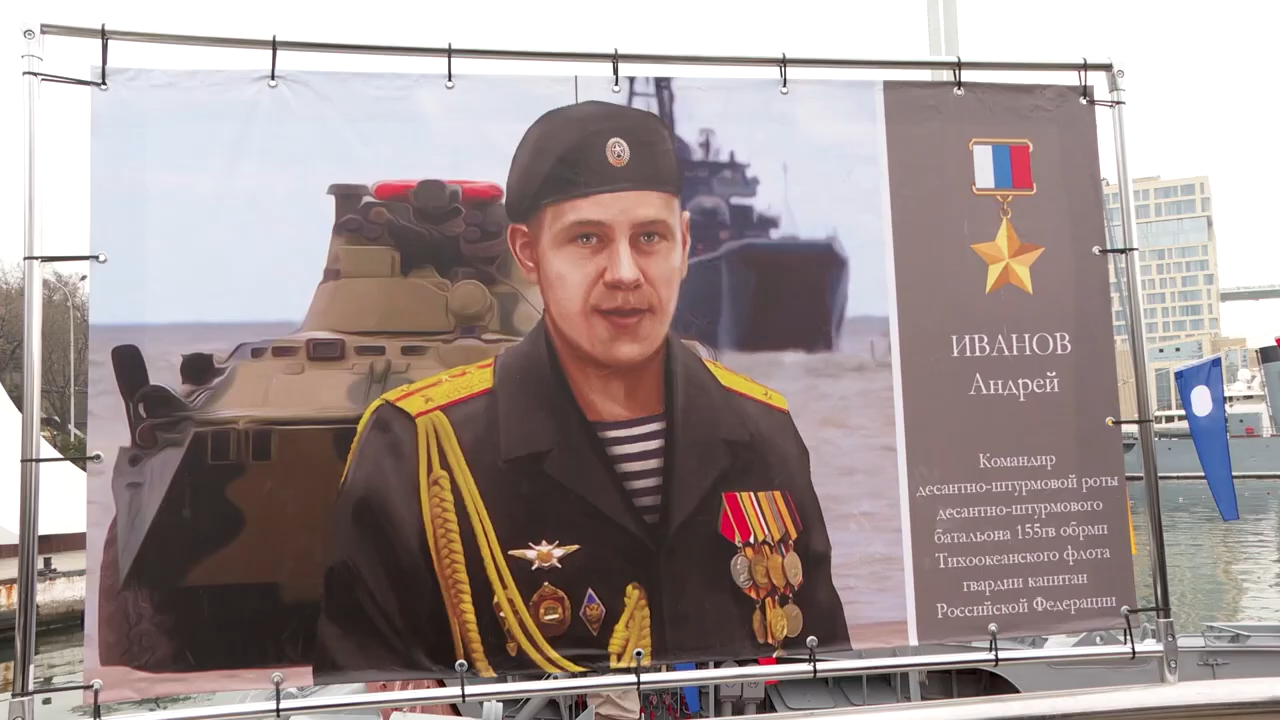 ИВАНОВ
Андрей
Командир
десантно-штурмовой роты
десантно-штурмового
батальона 155гв обрмп
Тихоокеанского флота
гвардии капитан
Российской Федерации